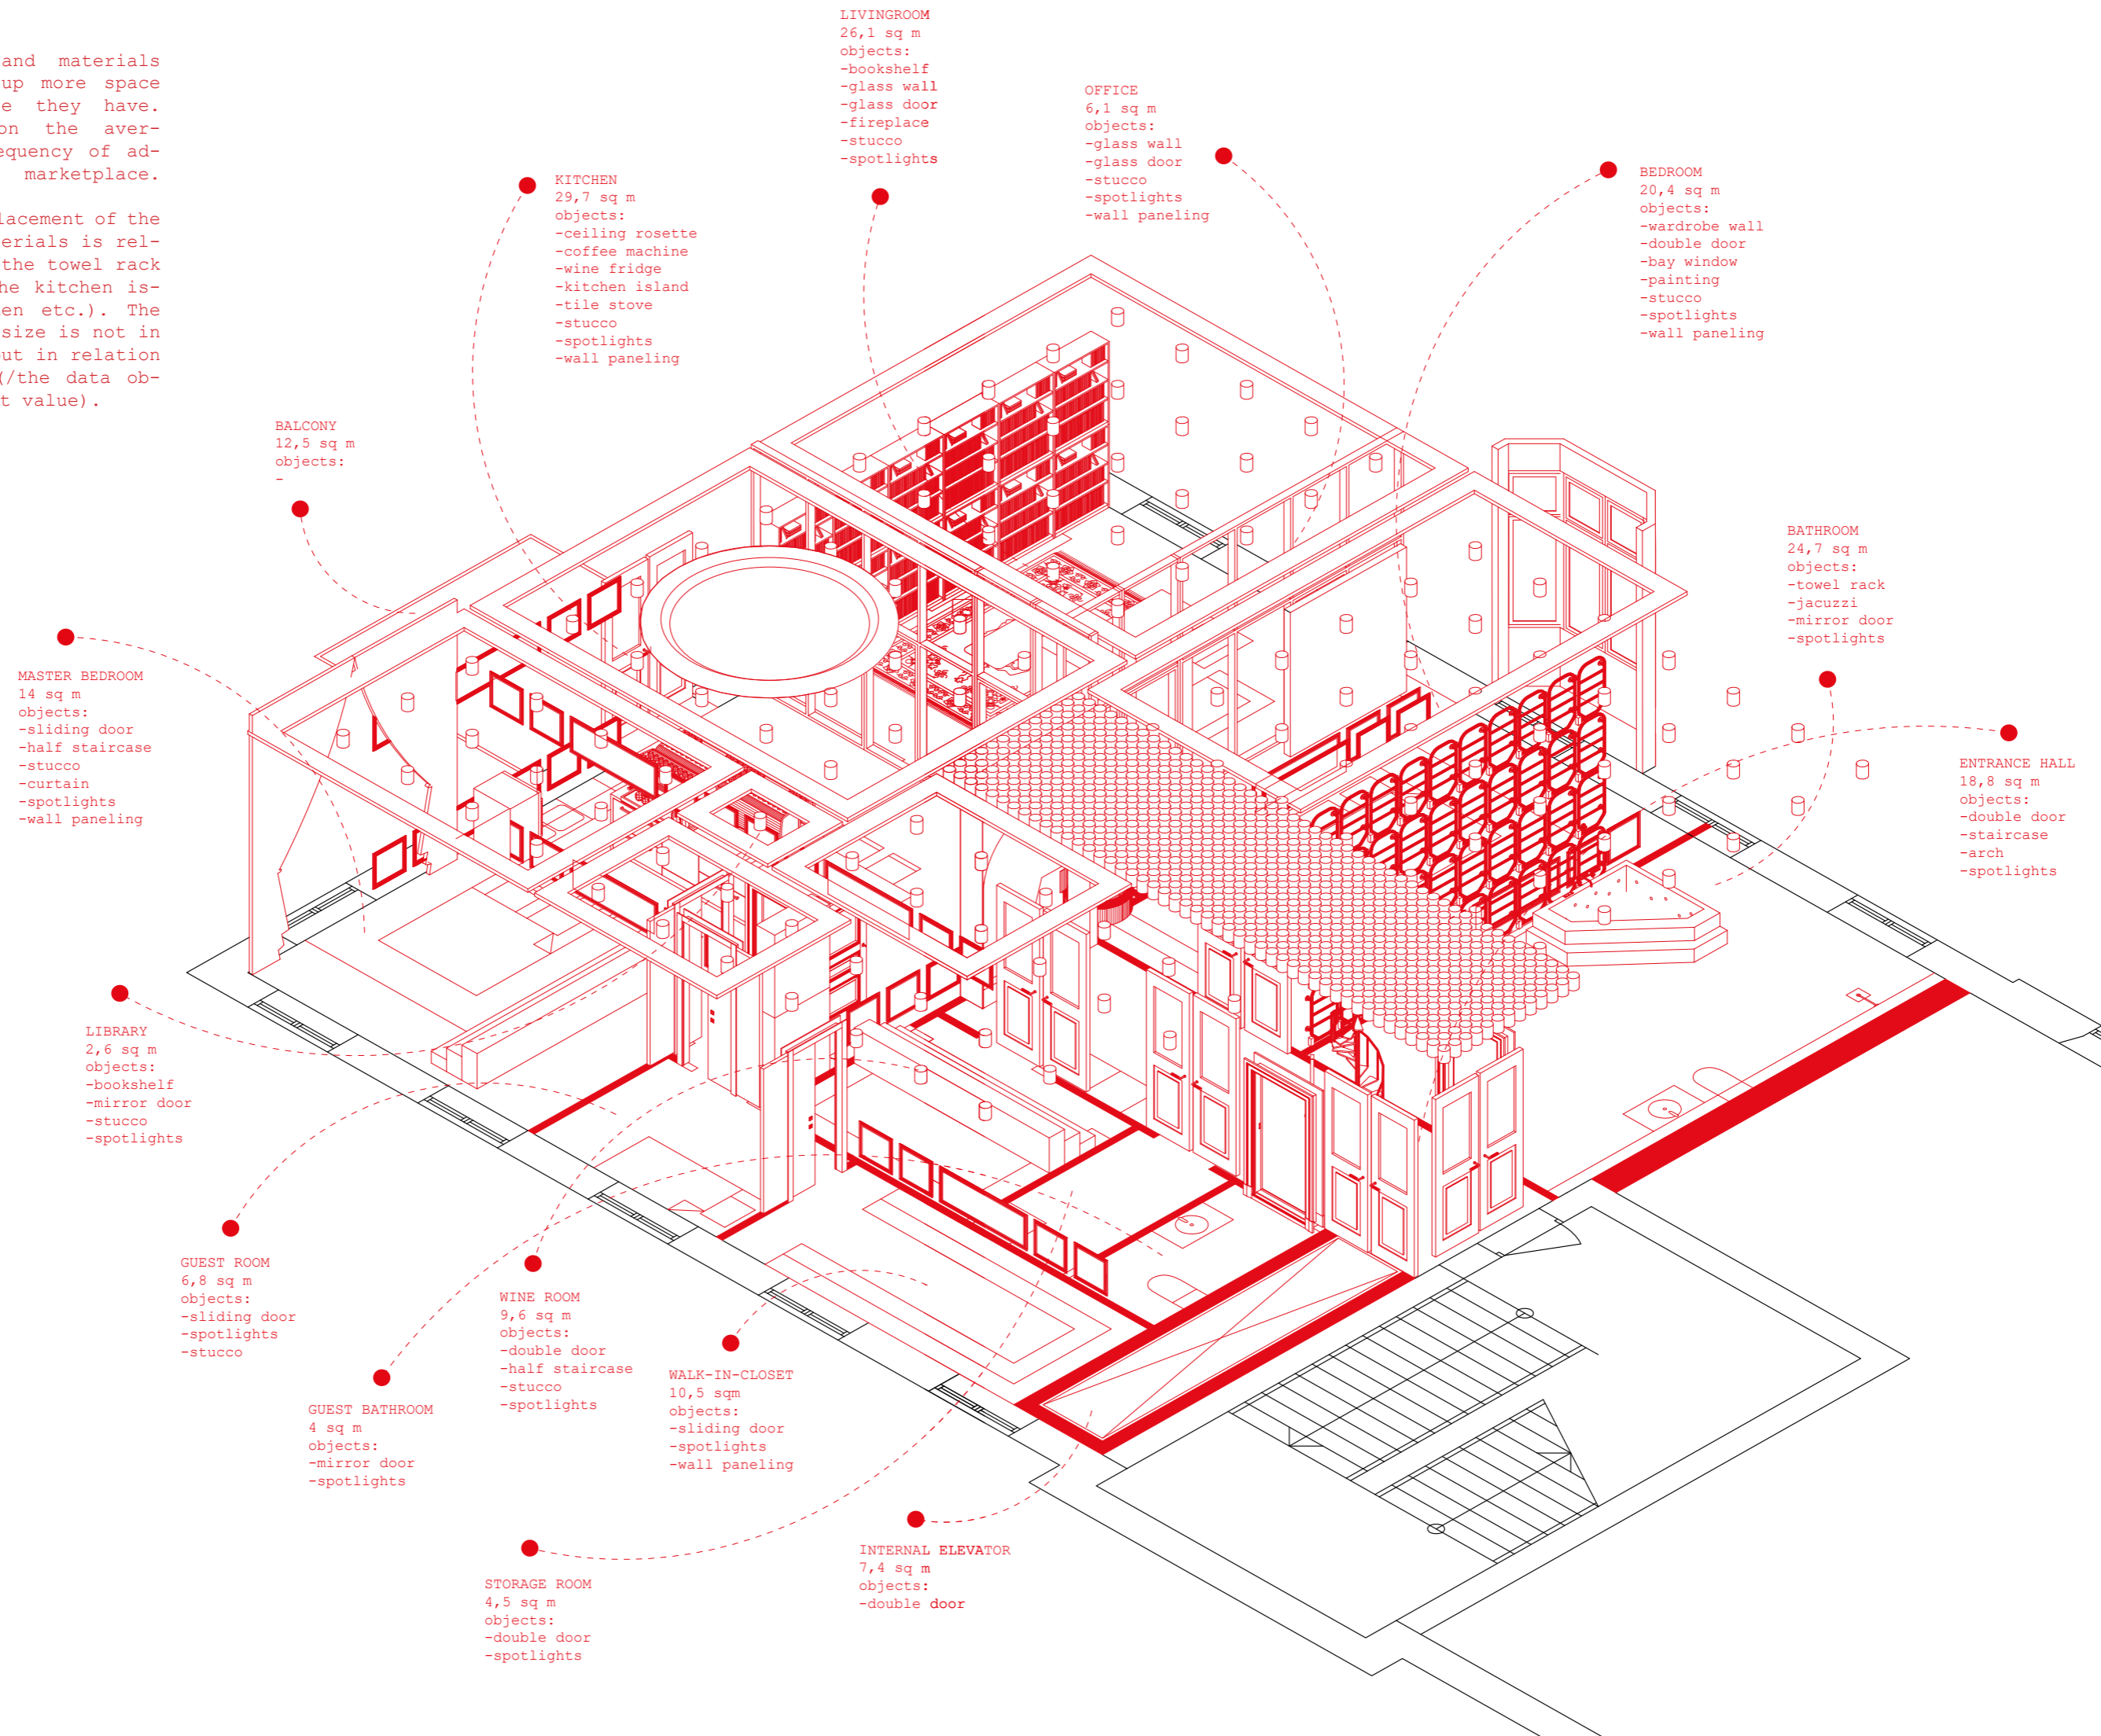 and materials
up more space
e they have.
on the aver-
equency of ad-
marketplace.
lacement of the
erials is rel-
the towel rack
he kitchen is-
en etc.). The
size is not in
out in relation
(/the data ob-
t value).
LIVINGROOM
26,1 sq m
objects:
-bookshelf
-glass wall
-glass door
-fireplace
-stucco
-spotlights
OFFICE
6,1 sq m
objects:
-glass wall
-glass door
-stucco
-spotlights
-wall paneling
KITCHEN
29,7 sq m
objects:
-ceiling rosette
-coffee machine
-wine fridge
-kitchen island
-tile stove
-stucco
-spotlights
-wall paneling
BEDROOM
20,4 sq m
objects:
-wardrobe wall
-double door
-bay window
-painting
-stucco
-spotlights
-wall paneling
BALCONY
12,5 sq m
objects:
-
BATHROOM
24,7 sq m
objects:
-towel rack
-jacuzzi
-mirror door
-spotlights
MASTER BEDROOM
14 sq m
objects:
-sliding door
-half staircase
-stucco
-curtain
-spotlights
-wall paneling
ENTRANCE HALL
18,8 sq m
objects:
-double door
-staircase
-arch
-spotlights
LIBRARY
2,6 sq m
objects:
-bookshelf
-mirror door
-stucco
-spotlights
GUEST ROOM
6,8 sq m
objects:
-sliding door
-spotlights
-stucco
WINE ROOM
9,6 sq m
objects:
-double door
-half staircase
-stucco
-spotlights
WALK-IN-CLOSET
10,5 sqm
objects:
-sliding door
-spotlights
-wall paneling
GUEST BATHROOM
4 sq m
objects:
-mirror door
-spotlights
INTERNAL ELEVATOR
7,4 sq m
objects:
-double door
STORAGE ROOM
4,5 sq m
objects:
-double door
-spotlights